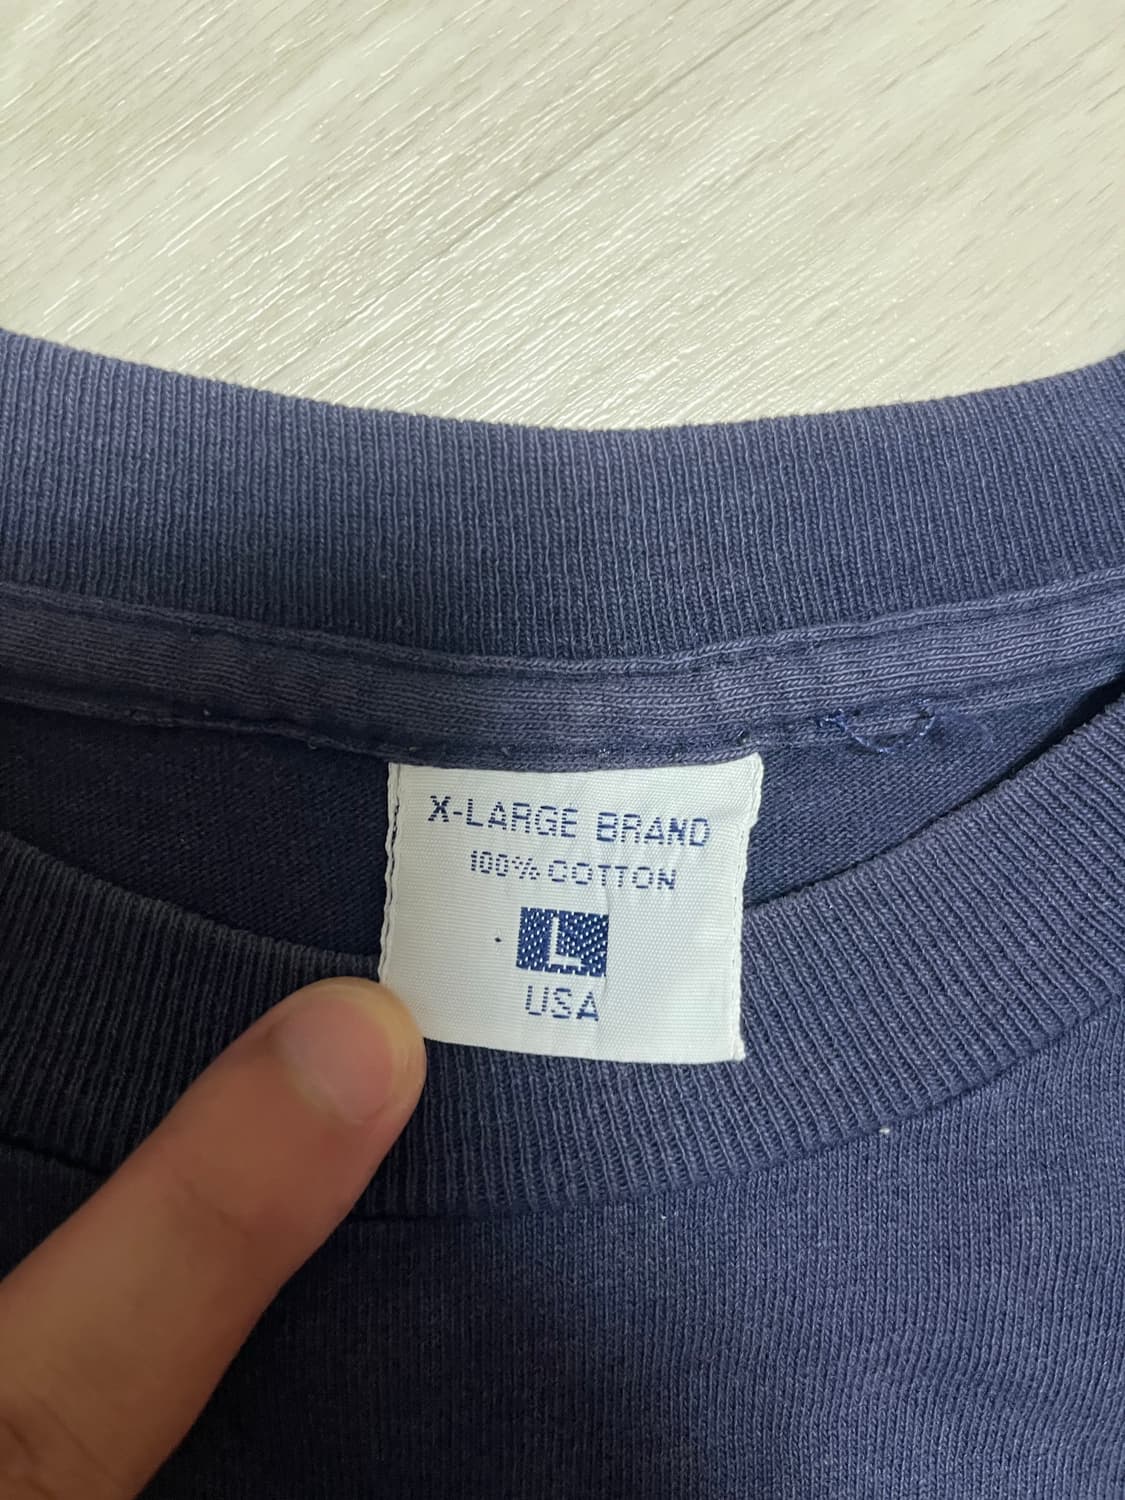 X-LARGE BRAND
100% COTTON
L
USA